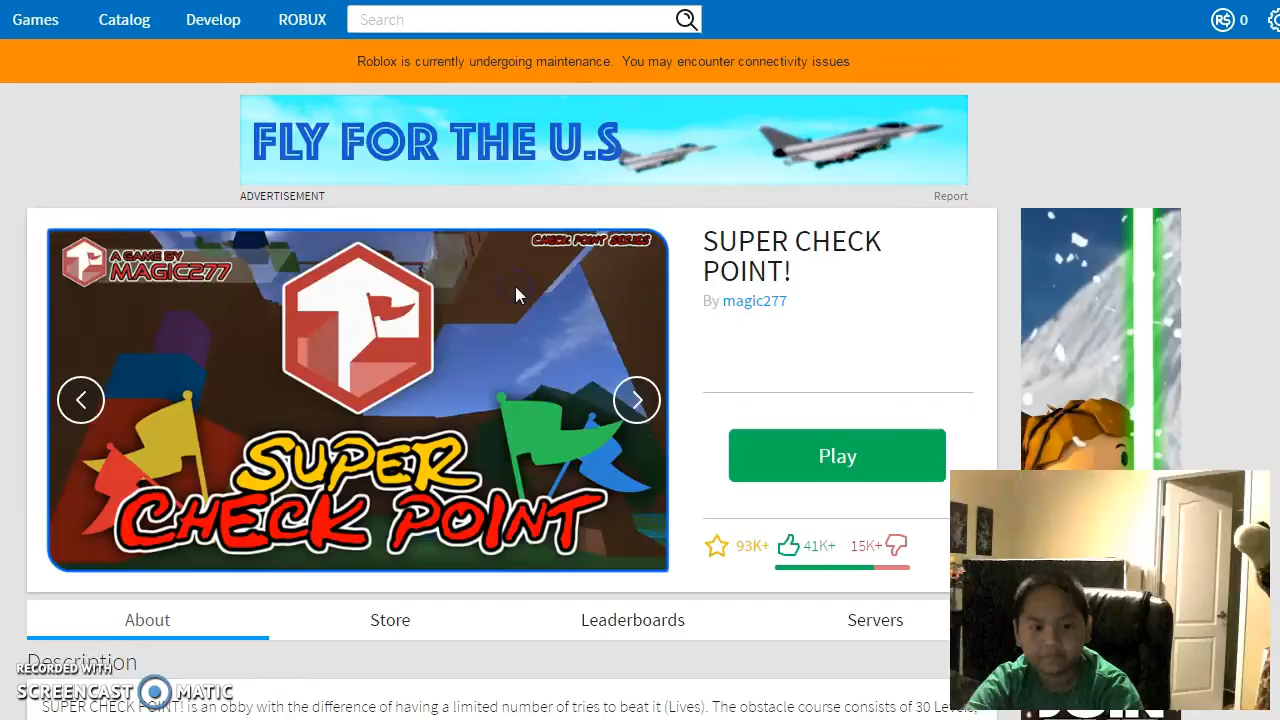 Games Catalog Develop ROBUX Search R$ 0
Roblox is currently undergoing maintenance. You may encounter connectivity issues
FLY FOR THE U.S
ADVERTISEMENT Report
A GAME BY
MAGIC277
CHECK POINT SERIES
SUPER
CHECK POINT
SUPER CHECK
POINT!
By magic277
Play
93K+ 41K+ 15K+
About Store Leaderboards Servers
Description
RECORDED WITH
SCREENCAST MATIC
SUPER CHECK POINT! is an obby with the difference of having a limited number of tries to beat it (Lives). The obstacle course consists of 30 Levels,
JOIN